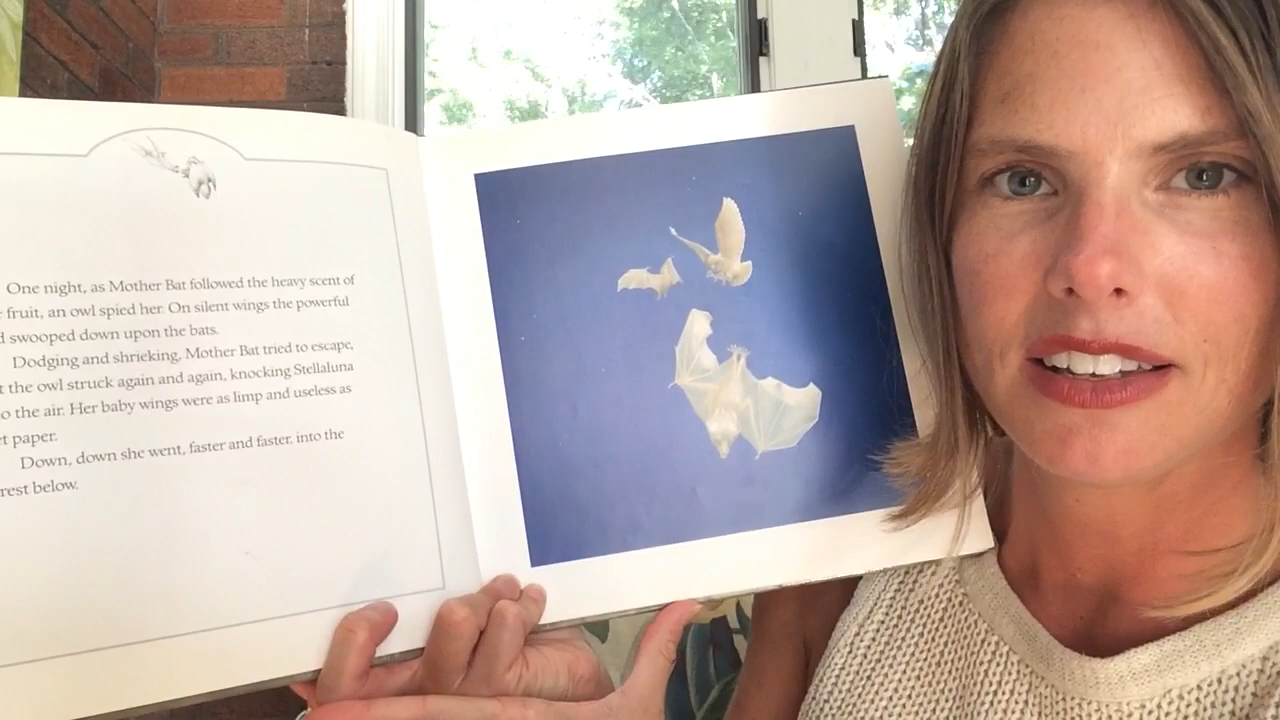 One night, as Mother Bat followed the heavy scent of
fruit, an owl spied her. On silent wings the powerful
swooped down upon the bats.
Dodging and shrieking, Mother Bat tried to escape,
the owl struck again and again, knocking Stellaluna
the air. Her baby wings were as limp and useless as
paper.
Down, down she went, faster and faster, into the
below.